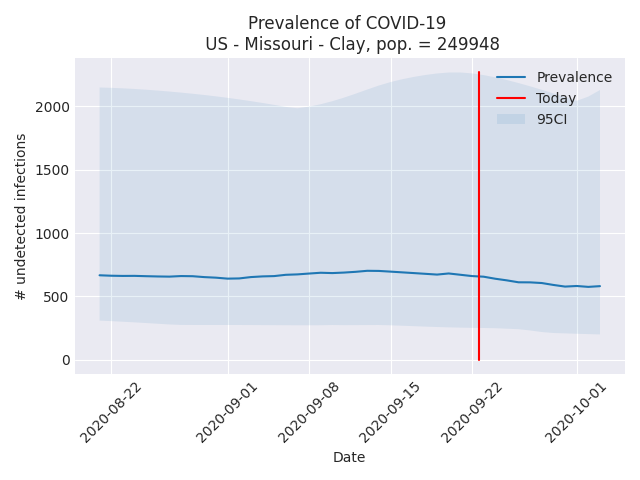 Prevalence of COVID-19
US - Missouri - Clay, pop. = 249948
Prevalence
Today
95CI
# undetected infections
2000
1500
1000
500
0
2020-08-22
2020-09-01
2020-09-08
2020-09-15
2020-09-22
2020-10-01
Date